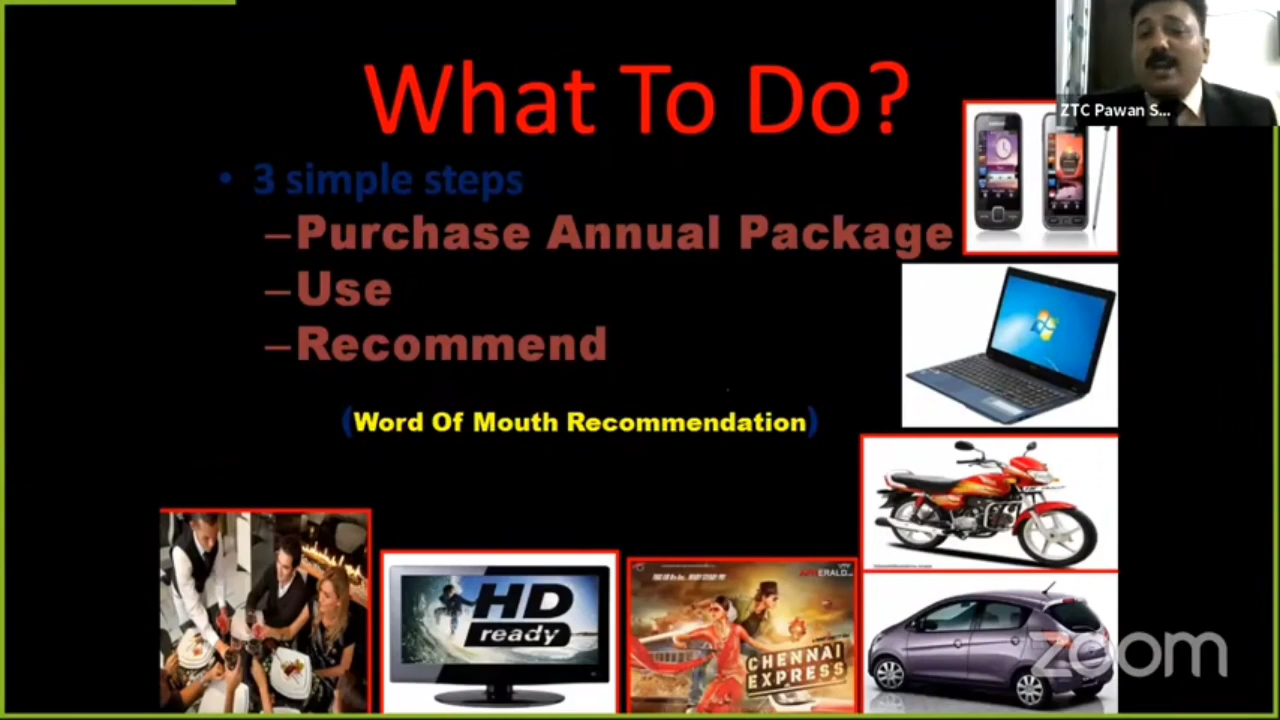 What To Do?
ZTC Pawan S...
• 3 simple steps
–Purchase Annual Package
–Use
–Recommend
(Word Of Mouth Recommendation)
HD
ready
CHENNAI
EXPRESS
zoom